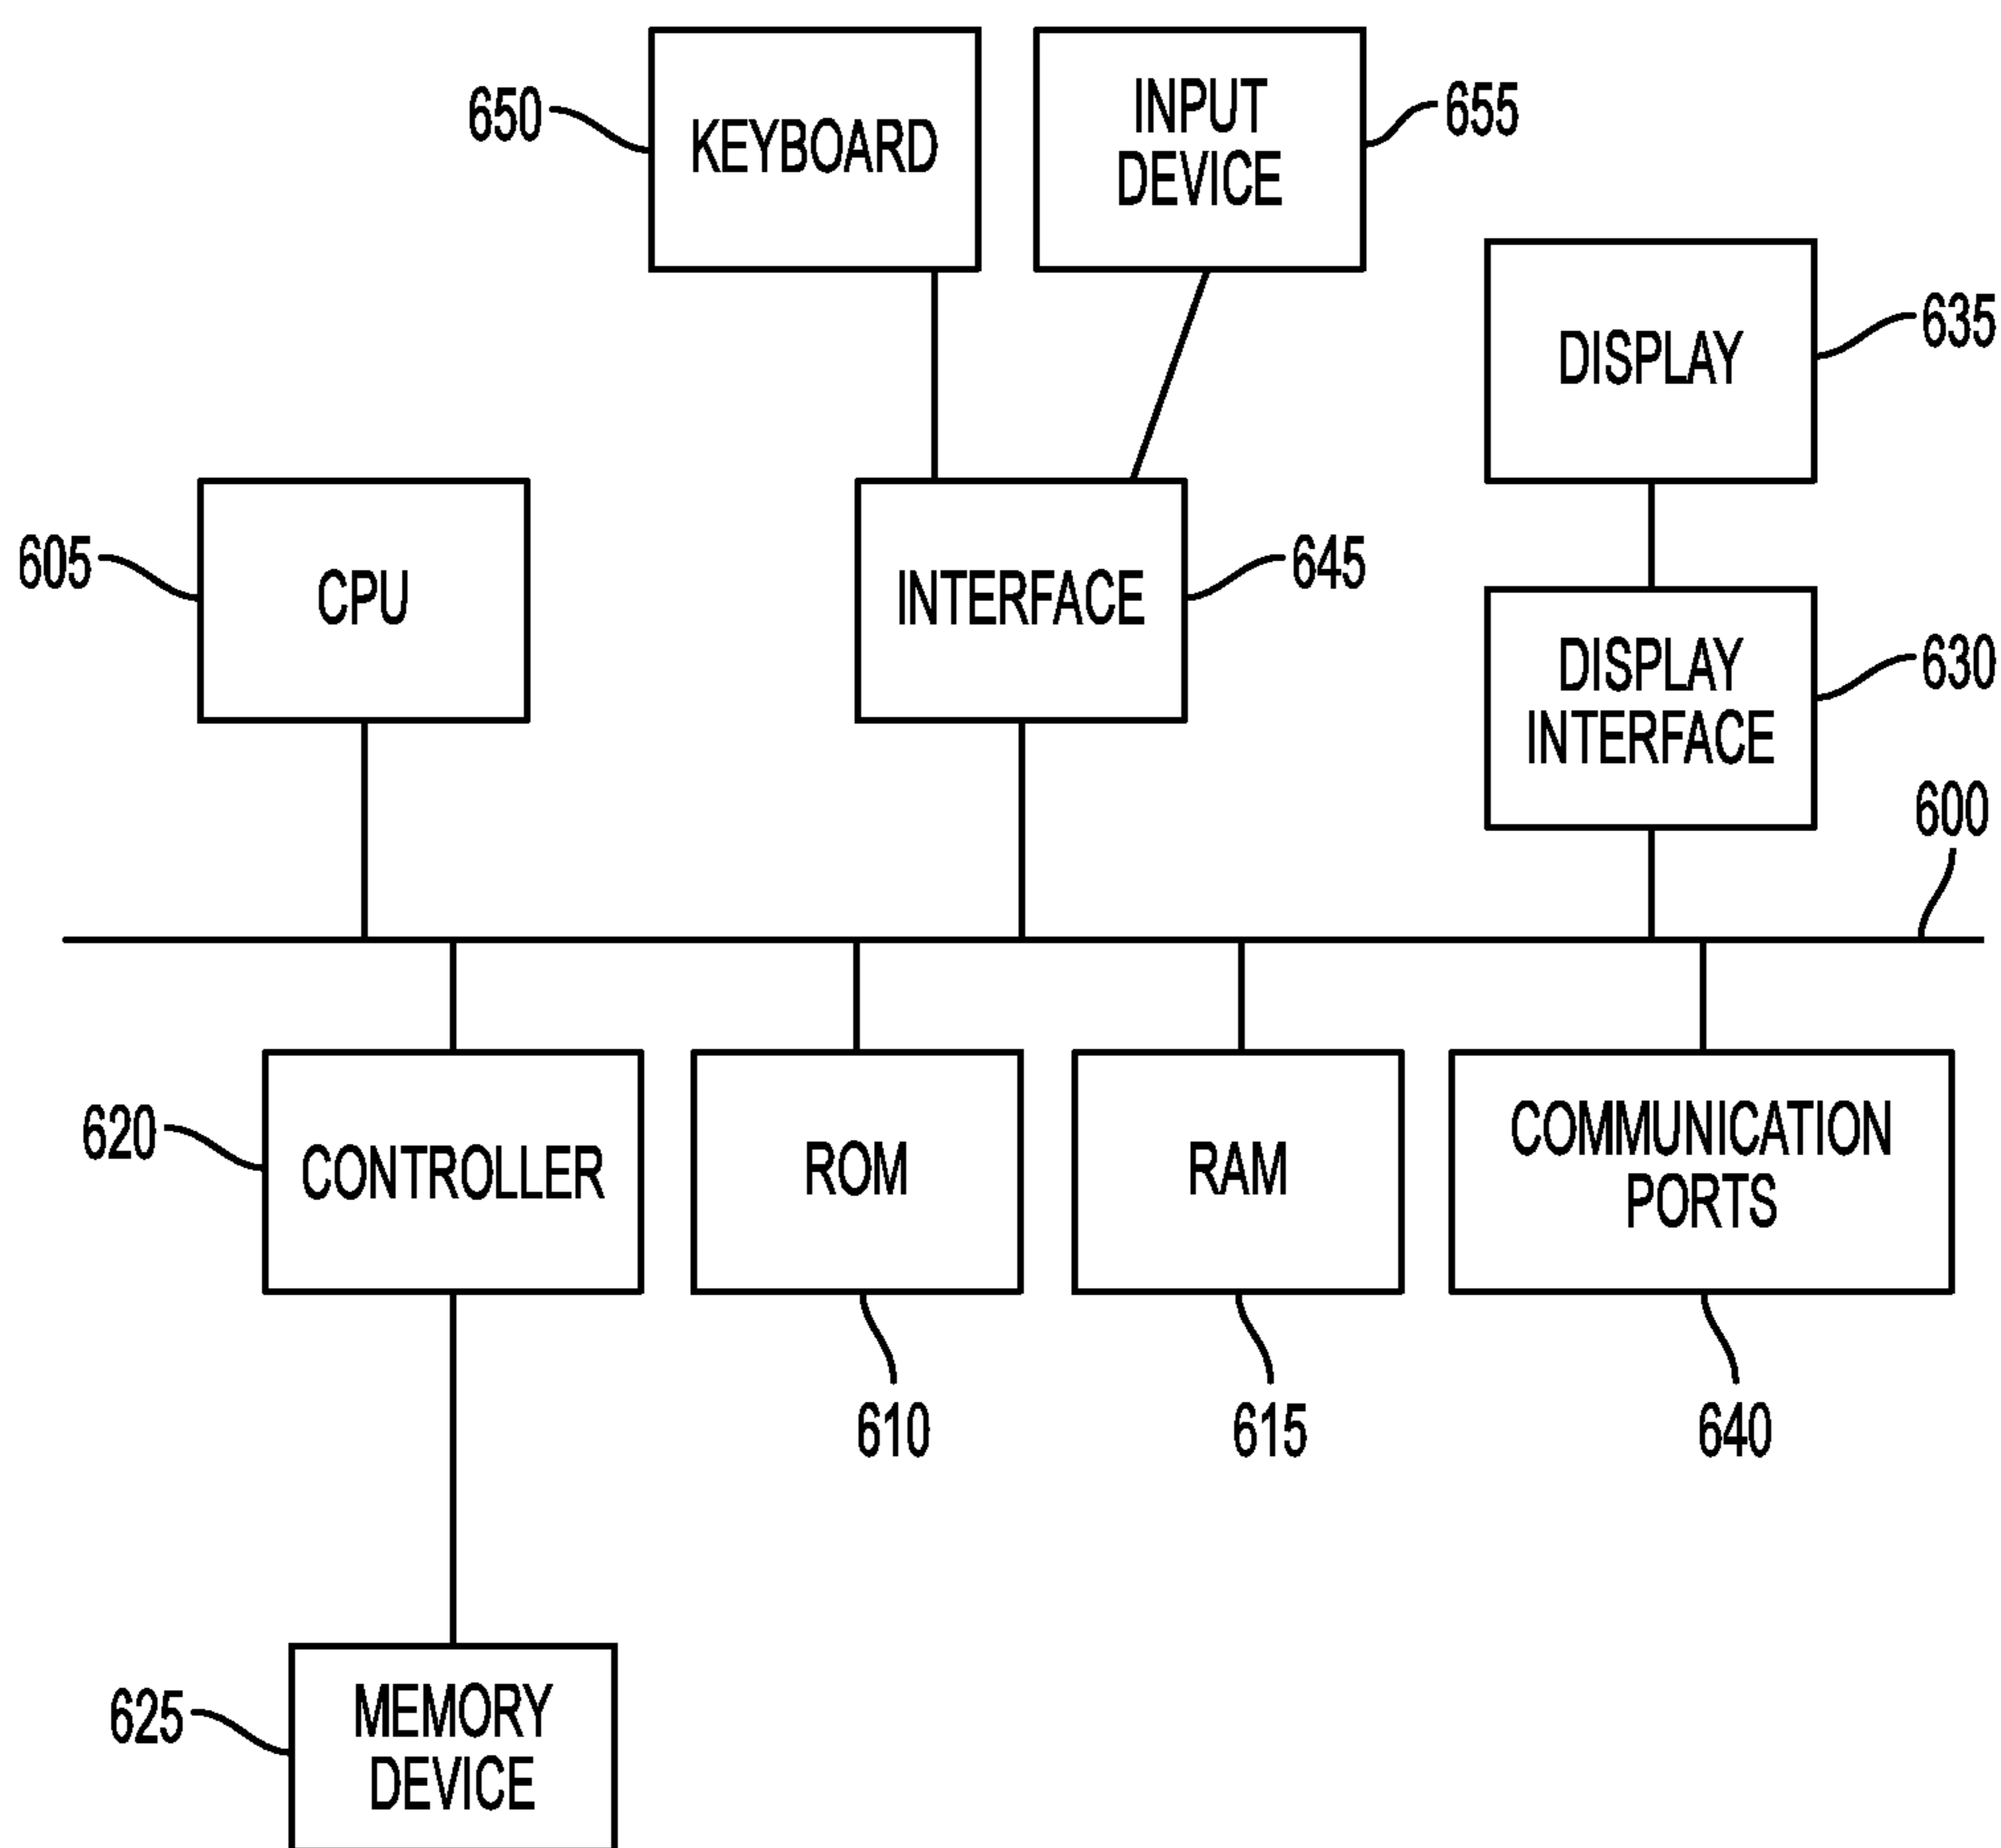 650
KEYBOARD
INPUT
DEVICE
655
DISPLAY
635
605
CPU
INTERFACE
645
DISPLAY
INTERFACE
630
600
620
CONTROLLER
ROM
RAM
COMMUNICATION
PORTS
610
615
640
625
MEMORY
DEVICE